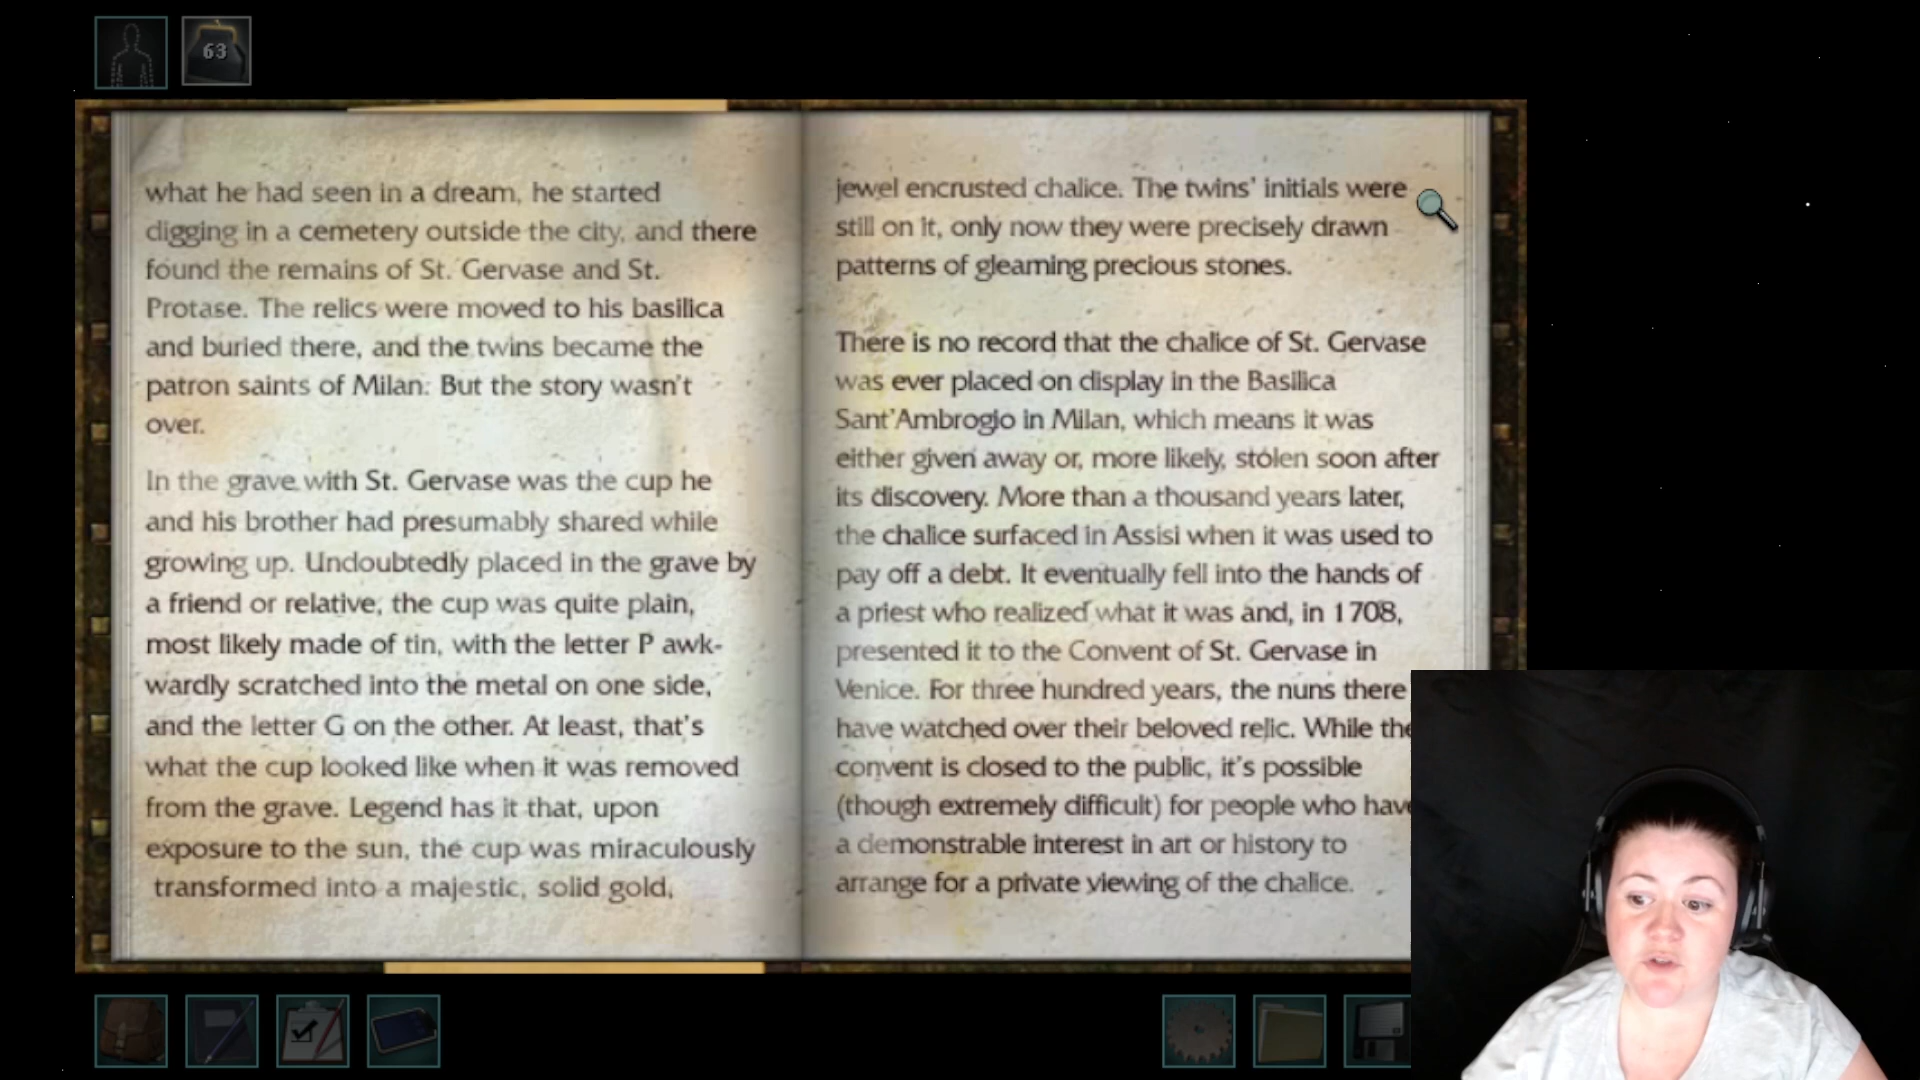 63
what he had seen in a dream, he started
digging in a cemetery outside the city, and there
found the remains of St. Gervase and St.
Protase. The relics were moved to his basilica
and buried there, and the twins became the
patron saints of Milan. But the story wasn't
over.
In the grave with St. Gervase was the cup he
and his brother had presumably shared while
growing up. Undoubtedly placed in the grave by
a friend or relative, the cup was quite plain,
most likely made of tin, with the letter P awk-
wardly scratched into the metal on one side,
and the letter G on the other. At least, that's
what the cup looked like when it was removed
from the grave. Legend has it that, upon
exposure to the sun, the cup was miraculously
transformed into a majestic, solid gold,
jewel encrusted chalice. The twins' initials were
still on it, only now they were precisely drawn
patterns of gleaming precious stones.
There is no record that the chalice of St. Gervase
was ever placed on display in the Basilica
Sant'Ambrogio in Milan, which means it was
either given away or, more likely, stolen soon after
its discovery. More than a thousand years later,
the chalice surfaced in Assisi when it was used to
pay off a debt. It eventually fell into the hands of
a priest who realized what it was and, in 1708,
presented it to the Convent of St. Gervase in
Venice. For three hundred years, the nuns there
have watched over their beloved relic. While the
convent is closed to the public, it's possible
(though extremely difficult) for people who have
a demonstrable interest in art or history to
arrange for a private viewing of the chalice.